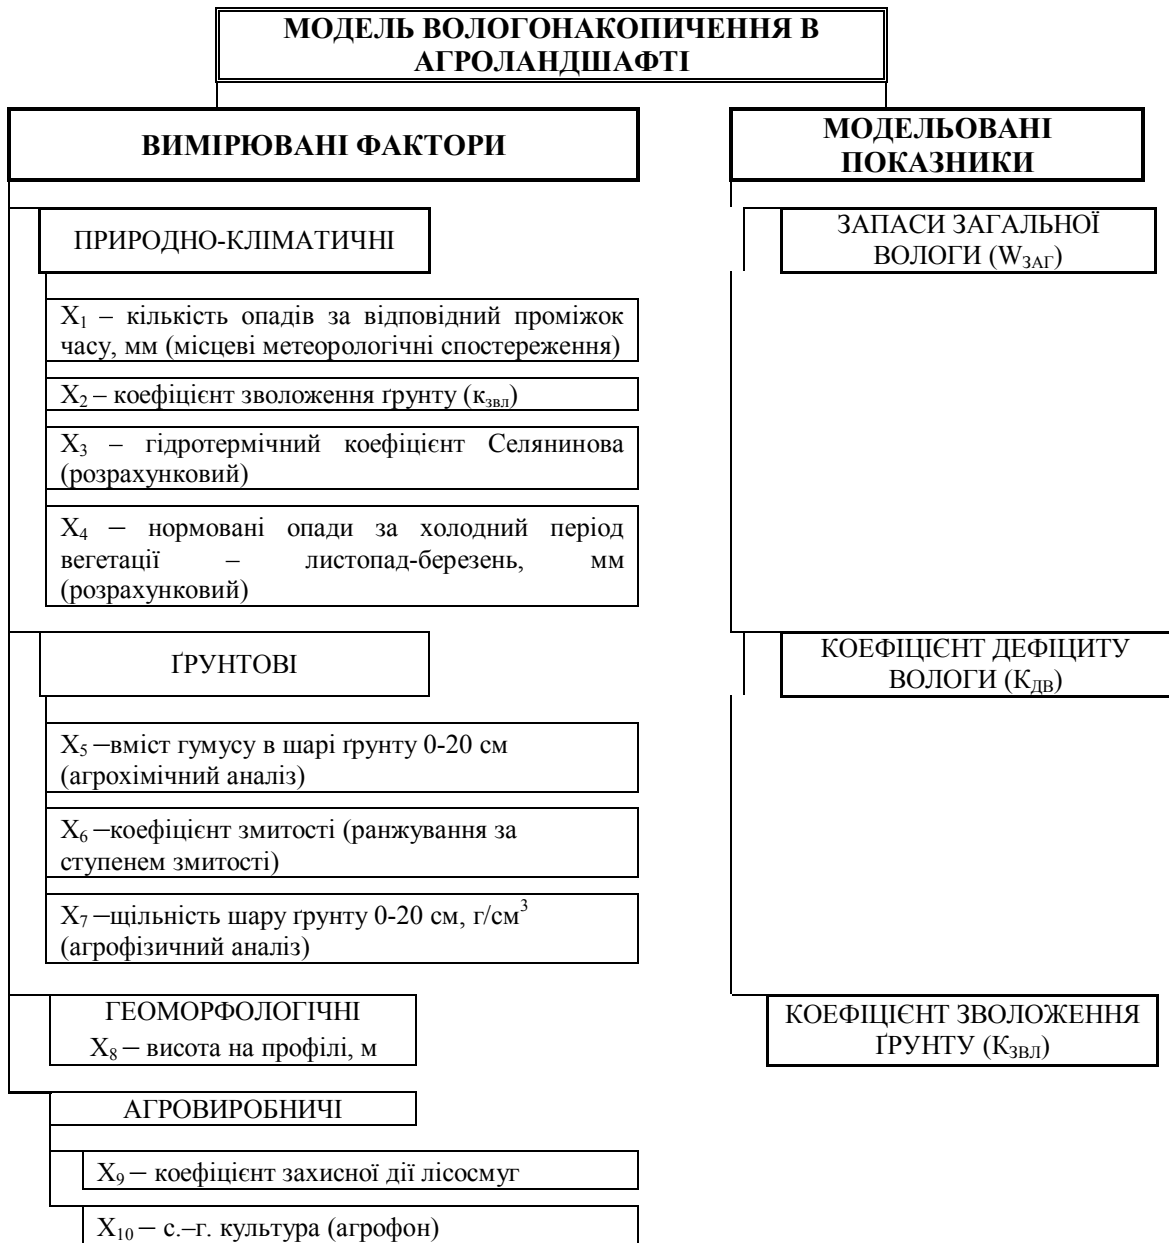 МОДЕЛЬ ВОЛОГОНАКОПИЧЕННЯ В
АГРОЛАНДШАФТІ
ВИМІРЮВАНІ ФАКТОРИ
ПРИРОДНО-КЛІМАТИЧНІ
X₁ – кількість опадів за відповідний проміжок
часу, мм (місцеві метеорологічні спостереження)
X₂ – коефіцієнт зволоження ґрунту (кзвл)
X₃ – гідротермічний коефіцієнт Селянинова
(розрахунковий)
X₄ – нормовані опади за холодний період
вегетації – листопад-березень, мм
(розрахунковий)
ҐРУНТОВІ
X₅ –вміст гумусу в шарі ґрунту 0-20 см
(агрохімічний аналіз)
X₆ –коефіцієнт змитості (ранжування за
ступенем змитості)
X₇ –щільність шару ґрунту 0-20 см, г/см³
(агрофізичний аналіз)
ГЕОМОРФОЛОГІЧНІ
X₈ – висота на профілі, м
АГРОВИРОБНИЧІ
X₉ – коефіцієнт захисної дії лісосмуг
X₁₀ – с.–г. культура (агрофон)
МОДЕЛЬОВАНІ
ПОКАЗНИКИ
ЗАПАСИ ЗАГАЛЬНОЇ
ВОЛОГИ (WЗАГ)
КОЕФІЦІЄНТ ДЕФІЦИТУ
ВОЛОГИ (КДВ)
КОЕФІЦІЄНТ ЗВОЛОЖЕННЯ
ҐРУНТУ (КЗВЛ)